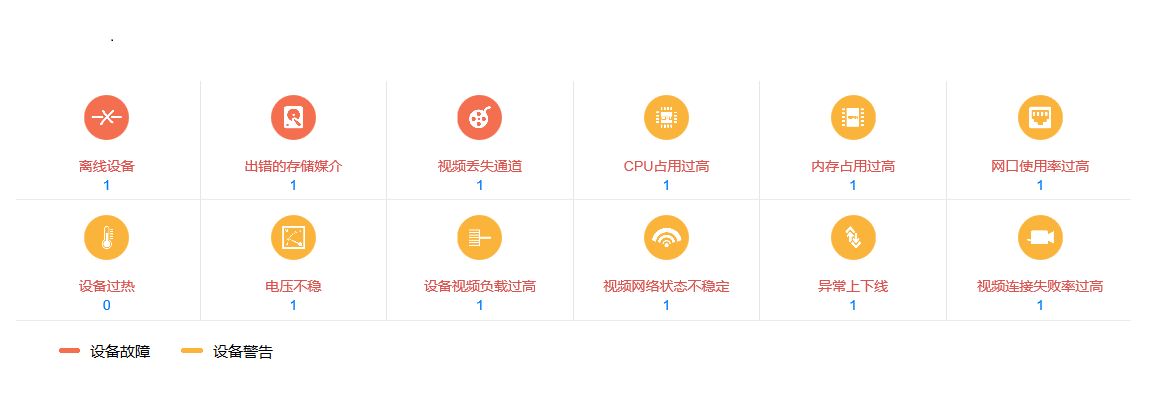 离线设备
1
出错的存储媒介
1
视频丢失通道
1
CPU占用过高
1
内存占用过高
1
网口使用率过高
1
设备过热
0
电压不稳
1
设备视频负载过高
1
视频网络状态不稳定
1
异常上下线
1
视频连接失败率过高
1
设备故障
设备警告